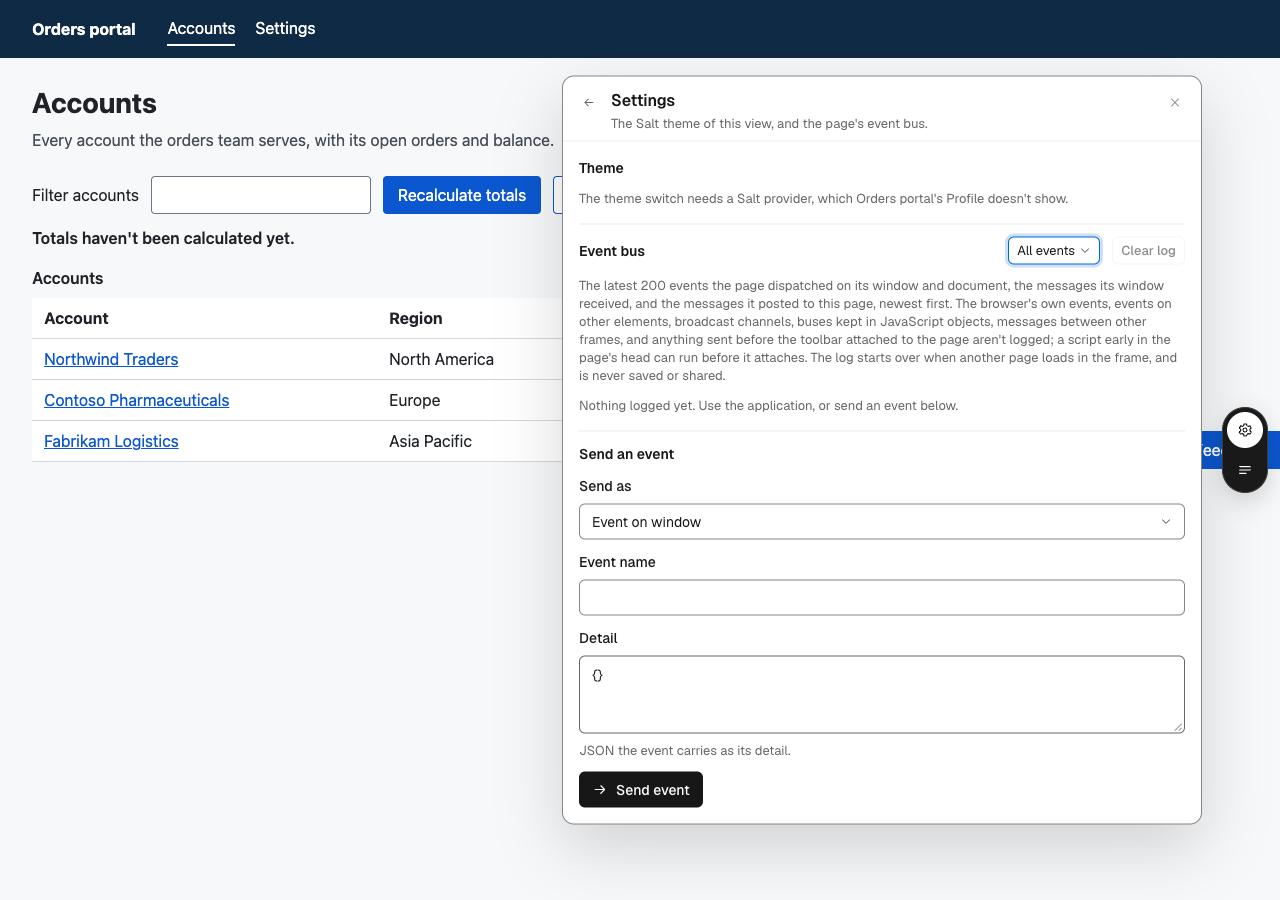 Orders portal
Accounts
Settings
Accounts
Every account the orders team serves, with its open orders and balance.
Filter accounts
Recalculate totals
Totals haven't been calculated yet.
Accounts
Account
Region
Northwind Traders
North America
Contoso Pharmaceuticals
Europe
Fabrikam Logistics
Asia Pacific
Settings
The Salt theme of this view, and the page's event bus.
Theme
The theme switch needs a Salt provider, which Orders portal's Profile doesn't show.
Event bus
All events
Clear log
The latest 200 events the page dispatched on its window and document, the messages its window
received, and the messages it posted to this page, newest first. The browser's own events, events on
other elements, broadcast channels, buses kept in JavaScript objects, messages between other
frames, and anything sent before the toolbar attached to the page aren't logged; a script early in the
page's head can run before it attaches. The log starts over when another page loads in the frame, and
is never saved or shared.
Nothing logged yet. Use the application, or send an event below.
Send an event
Send as
Event on window
Event name
Detail
{}
JSON the event carries as its detail.
Send event